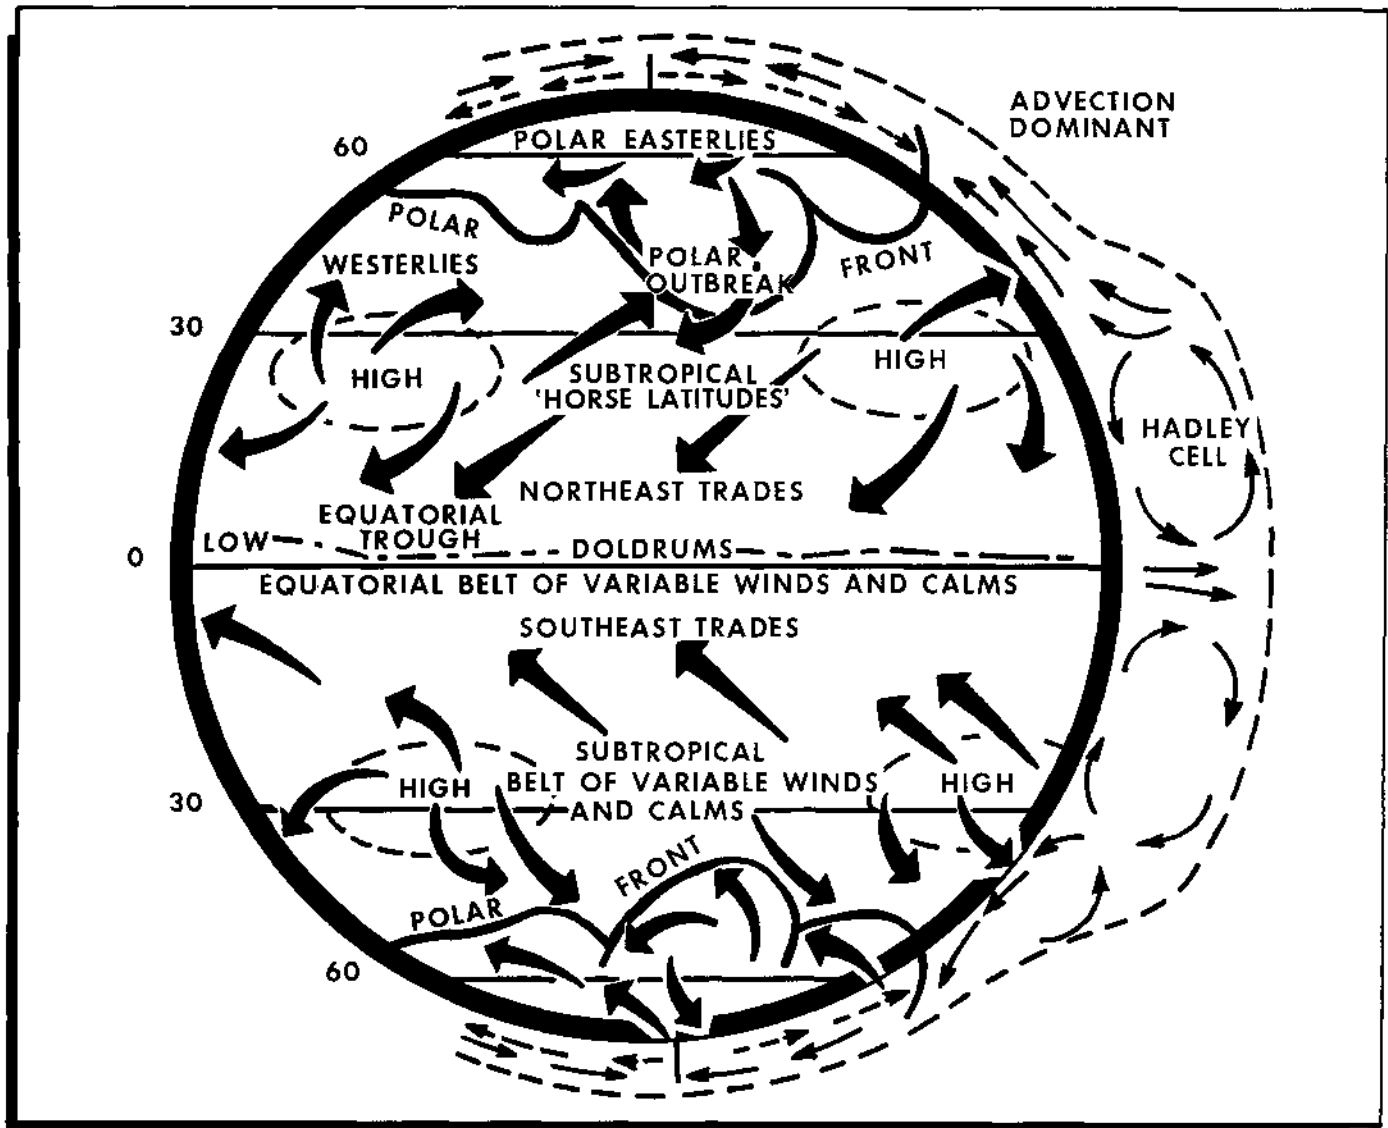 ADVECTION
DOMINANT
60
POLAR EASTERLIES
POLAR
WESTERLIES
POLAR
OUTBREAK
FRONT
30
HIGH
SUBTROPICAL
'HORSE LATITUDES'
HIGH
HADLEY
CELL
NORTHEAST TRADES
EQUATORIAL
TROUGH
LOW
DOLDRUMS
0
EQUATORIAL BELT OF VARIABLE WINDS AND CALMS
SOUTHEAST TRADES
30
HIGH
SUBTROPICAL
BELT OF VARIABLE WINDS
AND CALMS
HIGH
POLAR
FRONT
60